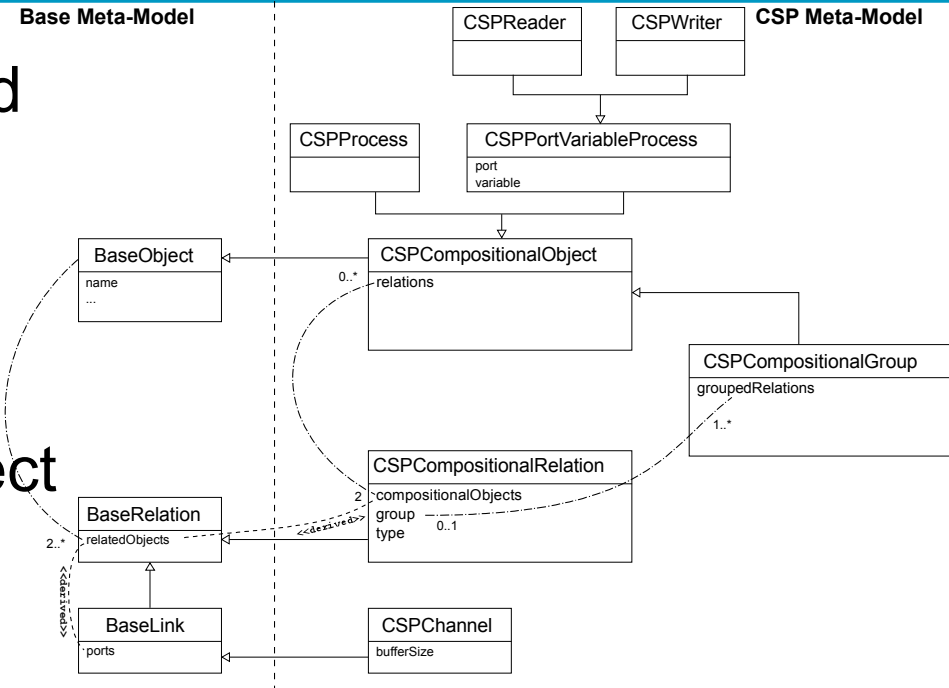 Base Meta-Model
CSP Meta-Model
CSPReader
CSPWriter
d
CSPProcess
CSPPortVariableProcess
port
variable
BaseObject
name
...
CSPCompositionalObject
0..*
relations
CSPCompositionalGroup
groupedRelations
1..*
ect
CSPCompositionalRelation
2
compositionalObjects
group
0..1
type
<<derived>>
BaseRelation
2..*
relatedObjects
<<derived>>
BaseLink
ports
CSPChannel
bufferSize